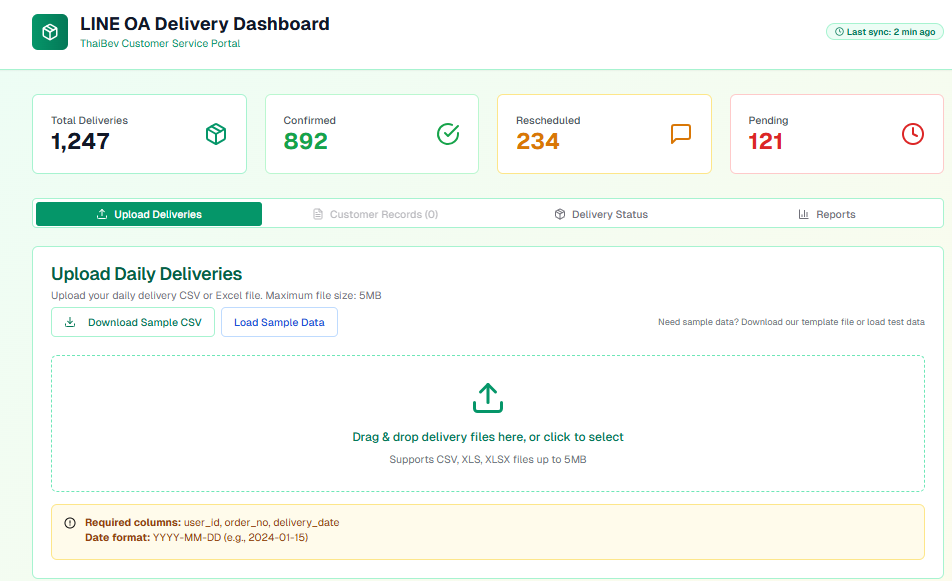 LINE OA Delivery Dashboard
ThaiBev Customer Service Portal
Last sync: 2 min ago
Total Deliveries
1,247
Confirmed
892
Rescheduled
234
Pending
121
Upload Deliveries
Customer Records (0)
Delivery Status
Reports
Upload Daily Deliveries
Upload your daily delivery CSV or Excel file. Maximum file size: 5MB
Download Sample CSV
Load Sample Data
Need sample data? Download our template file or load test data
Drag & drop delivery files here, or click to select
Supports CSV, XLS, XLSX files up to 5MB
Required columns: user_id, order_no, delivery_date
Date format: YYYY-MM-DD (e.g., 2024-01-15)